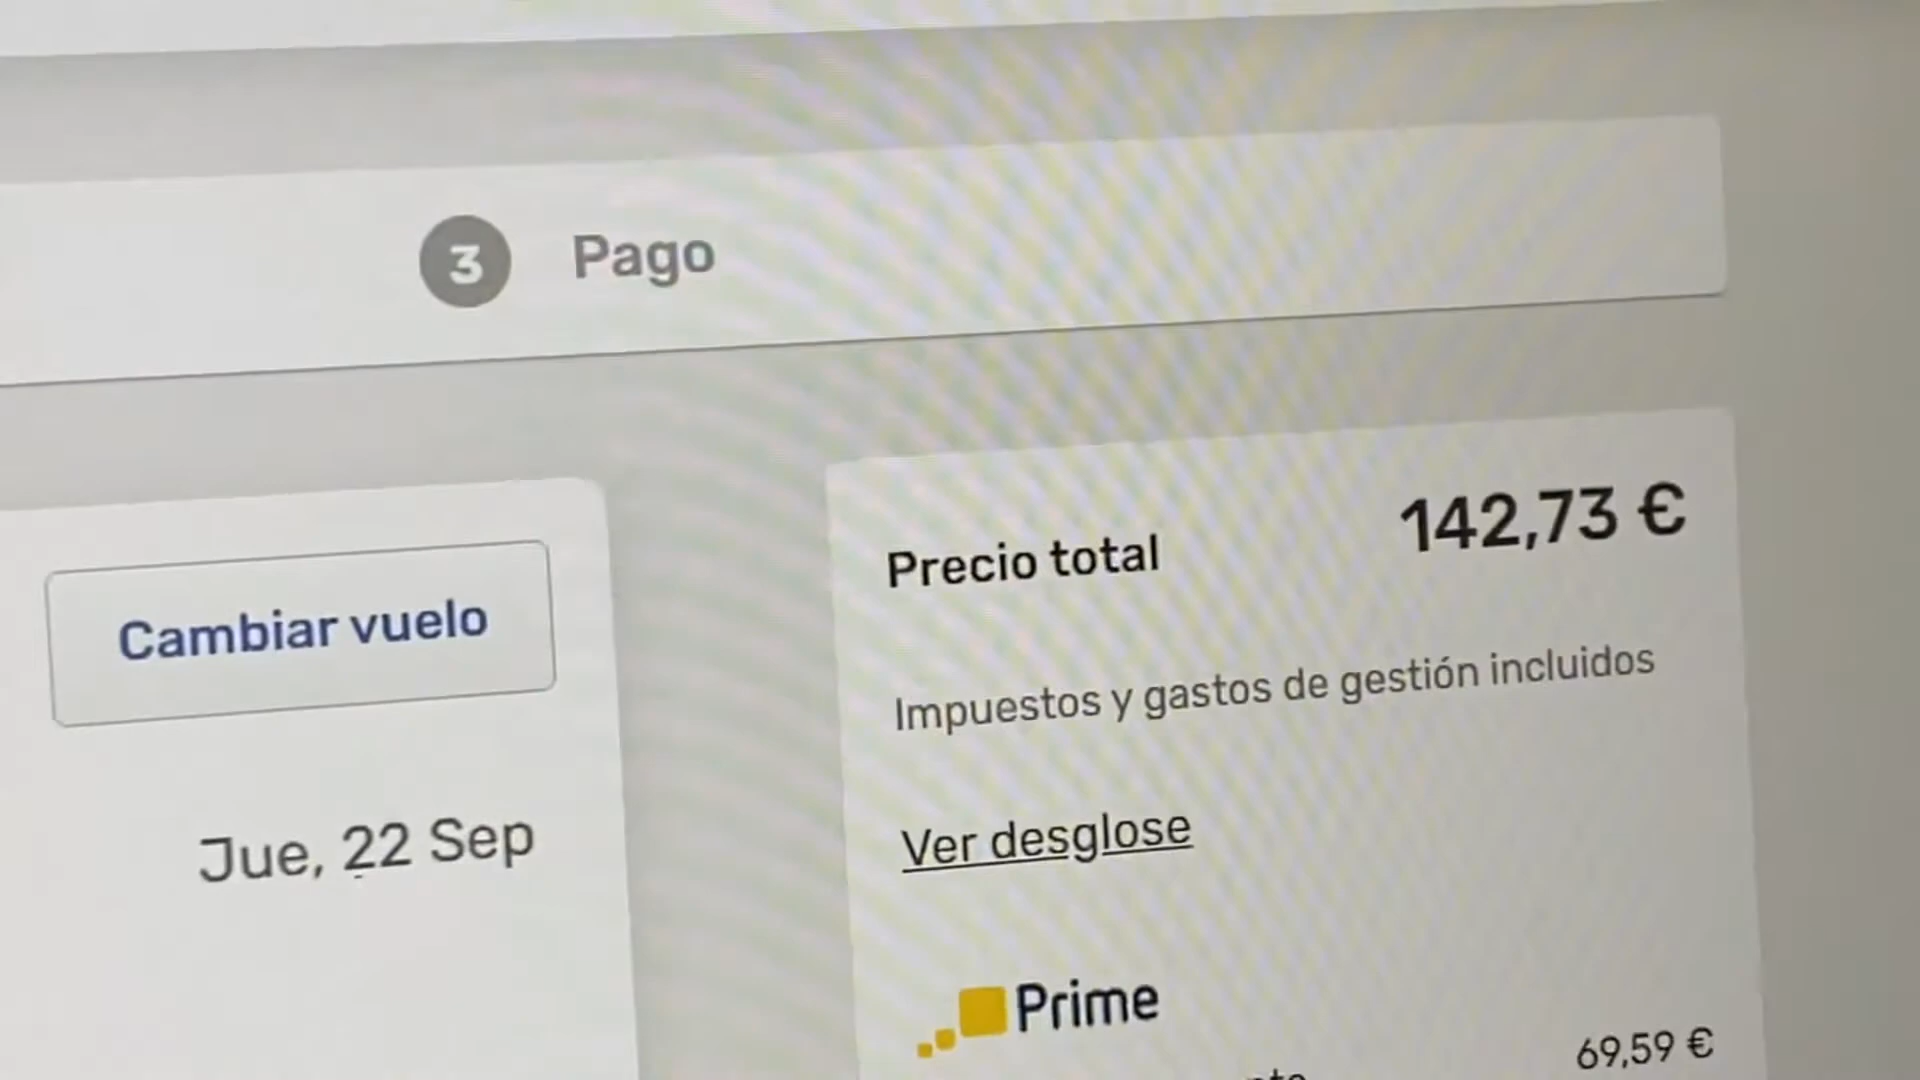 3 Pago
Cambiar vuelo
Jue, 22 Sep
Precio total 142,73 €
Impuestos y gastos de gestión incluidos
Ver desglose
Prime
69,59 €